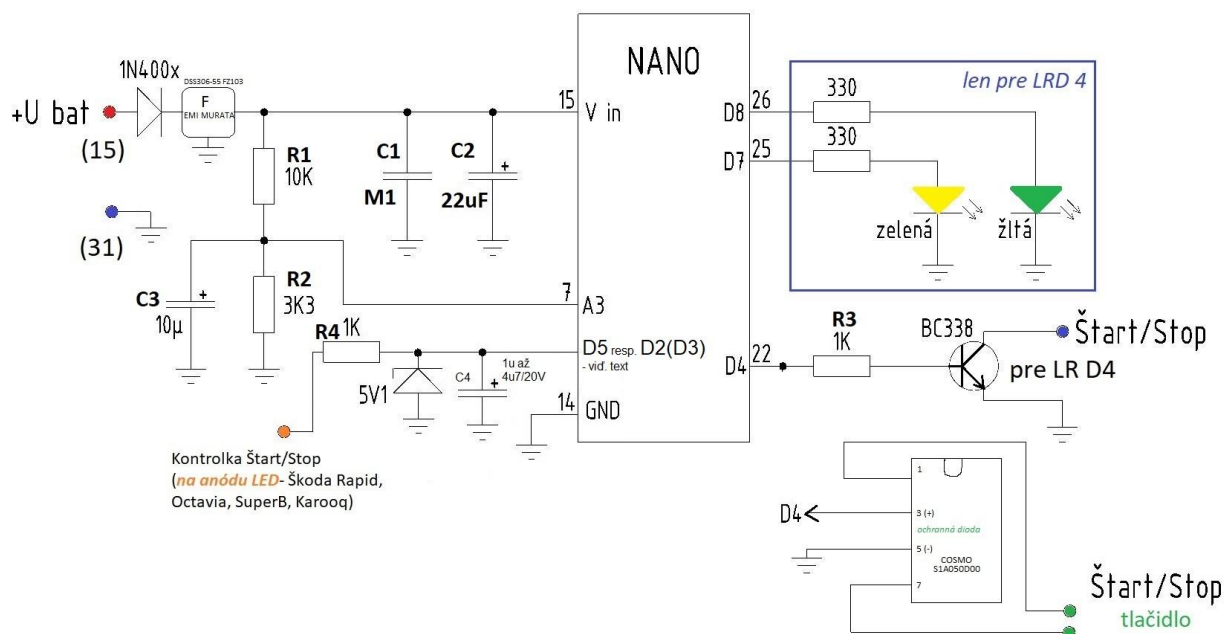 1N400x
DSS306-55 FZ103
F
EMI MURATA
+U bat
(15)
(31)
R1
10K
C1
M1
C2
22uF
C3
10µ
R2
3K3
R4
1K
5V1
C4
1u až
4u7/20V
Kontrolka Štart/Stop
(na anódu LED- Škoda Rapid,
Octavia, SuperB, Karooq)
NANO
15
V in
7
A3
D5 resp. D2(D3)
- viď. text
14
GND
D8
26
D7
25
D4
22
len pre LRD 4
330
330
zelená
žltá
R3
1K
BC338
Štart/Stop
pre LR D4
D4
1
3 (+)
ochranná dioda
5 (-)
COSMO
S1A050D00
7
Štart/Stop
tlačidlo